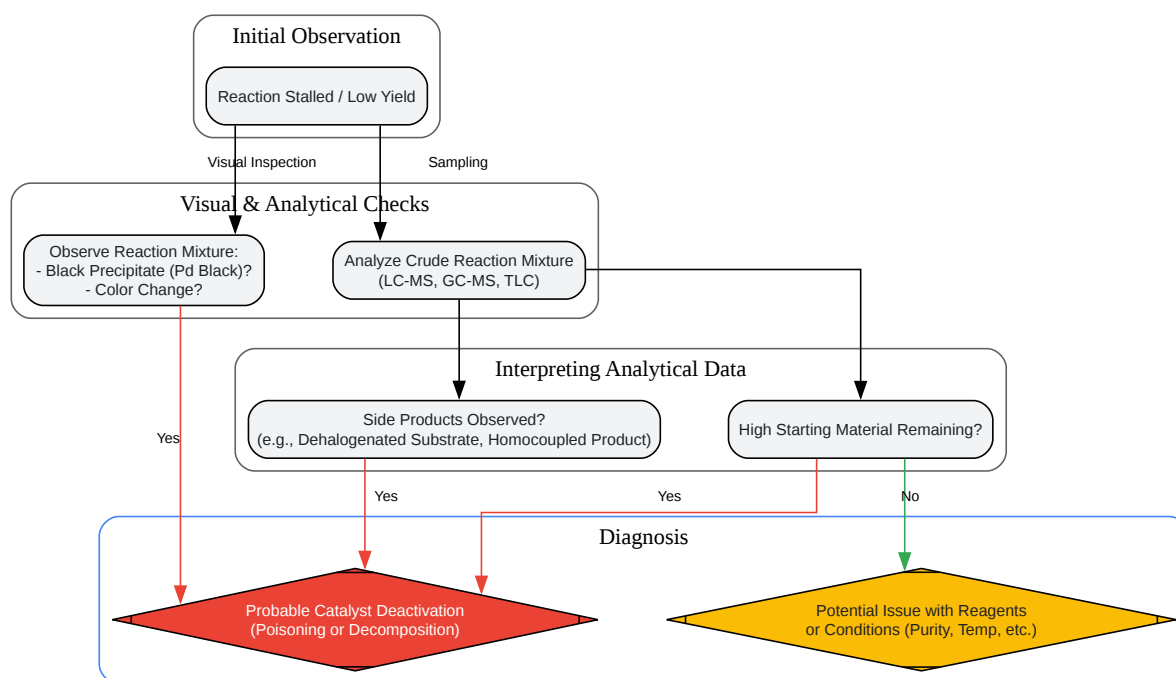 Initial Observation
Reaction Stalled / Low Yield
Visual Inspection
Sampling
Visual & Analytical Checks
Observe Reaction Mixture:
- Black Precipitate (Pd Black)?
- Color Change?
Analyze Crude Reaction Mixture
(LC-MS, GC-MS, TLC)
Interpreting Analytical Data
Side Products Observed?
(e.g., Dehalogenated Substrate, Homocoupled Product)
High Starting Material Remaining?
Yes
Yes
Yes
No
Diagnosis
Probable Catalyst Deactivation
(Poisoning or Decomposition)
Potential Issue with Reagents
or Conditions (Purity, Temp, etc.)